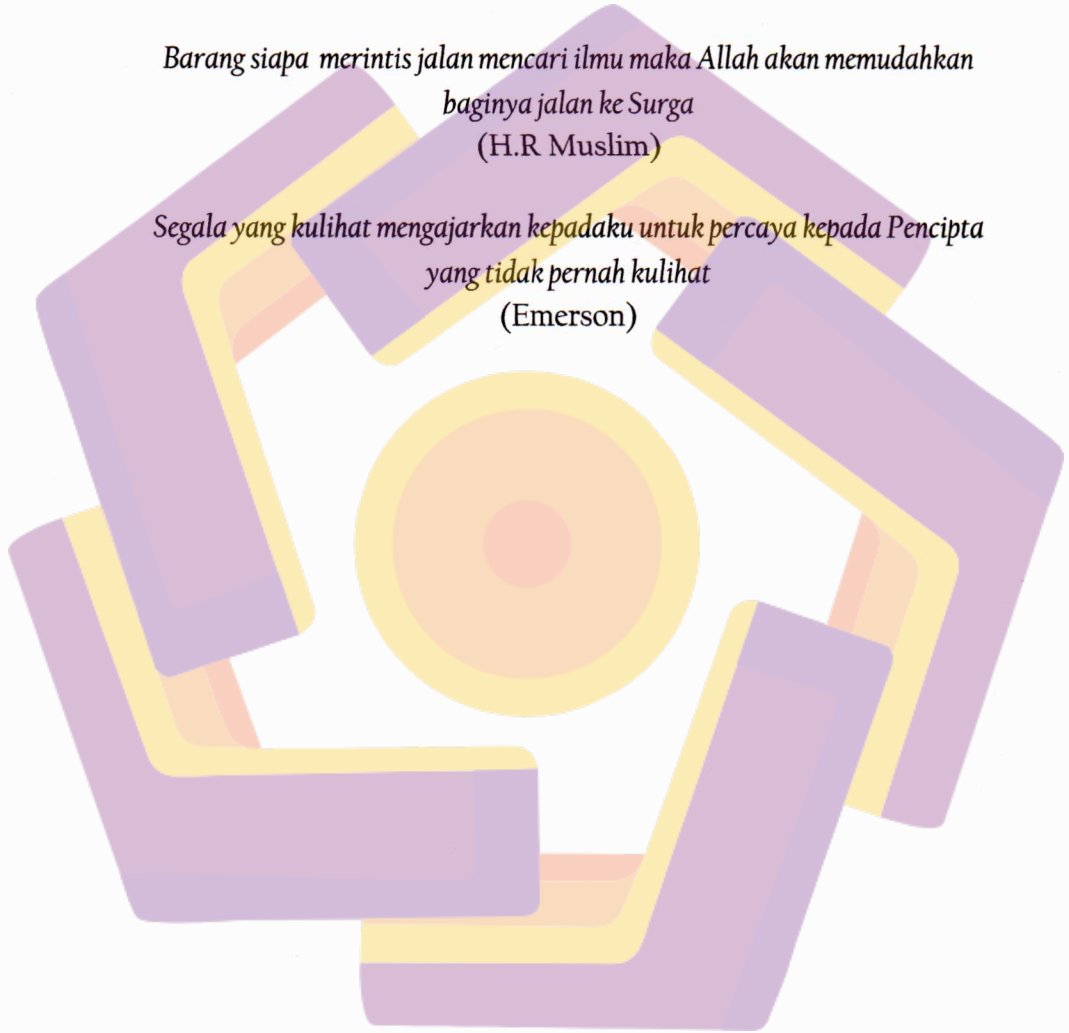 Barang siapa merintis jalan mencari ilmu maka Allah akan memudahkan
baginya jalan ke Surga
(H.R Muslim)
Segala yang kulihat mengajarkan kepadaku untuk percaya kepada Pencipta
yang tidak pernah kulihat
(Emerson)